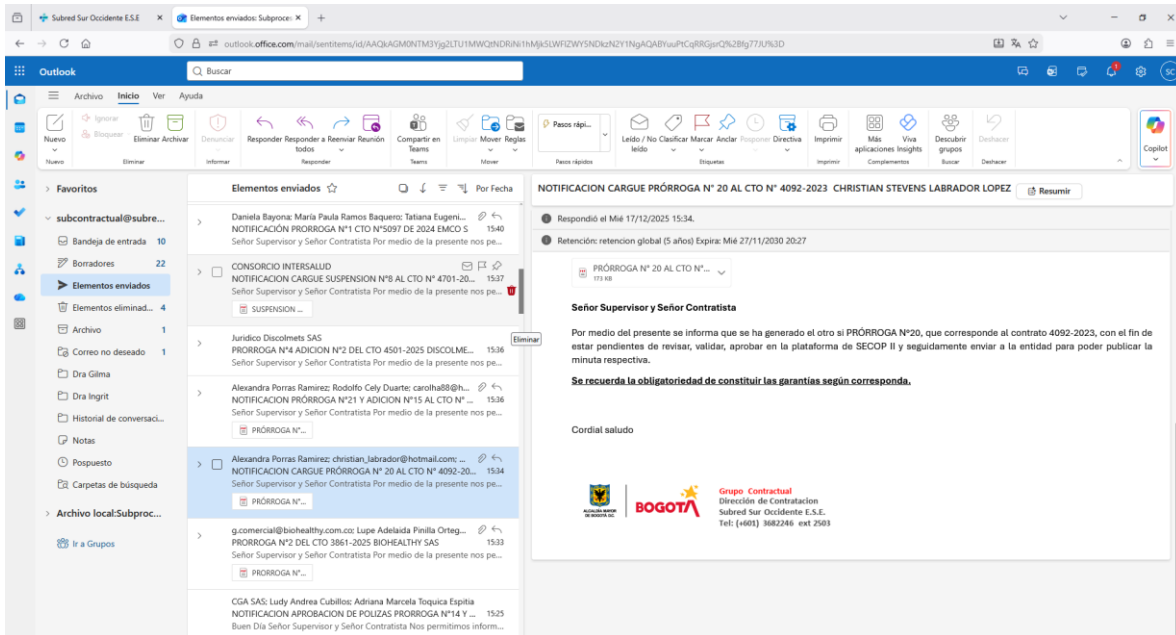 Subred Sur Occidente E.S.E
Elementos enviados: Subproces
outlook.office.com/mail/sentitems/id/
Outlook
Buscar
Archivo Inicio Ver Ayuda
Nuevo
Ignorar
Bloquear
Eliminar Archivar
Denunciar
Responder Responder a todos Reenviar Reunión
Compartir en Teams
Limpiar Mover Reglas
Pasos rápi...
Leído / No leído Clasificar Marcar Anclar Posponer Directiva
Imprimir
Más aplicaciones Viva Insights
Descubrir grupos
Deshacer
Copilot
Nuevo Eliminar Informar Responder Teams Mover Pasos rápidos Etiquetas Imprimir Complementos Buscar Deshacer
Favoritos
subcontractual@subre...
Bandeja de entrada 10
Borradores 22
Elementos enviados
Elementos eliminad... 4
Archivo 1
Correo no deseado 1
Dra Gilma
Dra Ingrit
Historial de conversaci...
Notas
Pospuesto
Carpetas de búsqueda
Archivo local:Subproc...
Ir a Grupos
Elementos enviados
Por Fecha
Daniela Bayona; María Paula Ramos Baquero; Tatiana Eugeni...
NOTIFICACIÓN PRORROGA N°1 CTO N°5097 DE 2024 EMCO S 15:40
Señor Supervisor y Señor Contratista Por medio de la presente nos pe...
CONSORCIO INTERSALUD
NOTIFICACION CARGUE SUSPENSION N°8 AL CTO N° 4701-20... 15:37
Señor Supervisor y Señor Contratista Por medio de la presente nos pe...
SUSPENSION ...
Eliminar
Juridico Discolmets SAS
PRORROGA N°4 ADICION N°2 DEL CTO 4501-2025 DISCOLME... 15:36
Señor Supervisor y Señor Contratista Por medio de la presente nos pe...
Alexandra Porras Ramirez; Rodolfo Cely Duarte; carolha88@h...
NOTIFICACION PRÓRROGA N°21 Y ADICION N°15 AL CTO N° ... 15:36
Señor Supervisor y Señor Contratista Por medio de la presente nos pe...
PRÓRROGA N°...
Alexandra Porras Ramirez; christian_labrador@hotmail.com; ...
NOTIFICACION CARGUE PRÓRROGA N° 20 AL CTO N° 4092-20... 15:34
Señor Supervisor y Señor Contratista Por medio de la presente nos pe...
PRÓRROGA N°...
g.comercial@biohealthy.com.co; Lupe Adelaida Pinilla Orteg...
PRORROGA N°2 DEL CTO 3861-2025 BIOHEALTHY SAS 15:33
Señor Supervisor y Señor Contratista Por medio de la presente nos pe...
PRORROGA N°...
CGA SAS; Ludy Andrea Cubillos; Adriana Marcela Toquica Espitia
NOTIFICACION APROBACION DE POLIZAS PRORROGA N°14 Y ... 15:25
Buen Día Señor Supervisor y Señor Contratista Nos permitimos inform...
NOTIFICACION CARGUE PRÓRROGA N° 20 AL CTO N° 4092-2023 CHRISTIAN STEVENS LABRADOR LOPEZ
Resumir
Respondió el Mié 17/12/2025 15:34.
Retención: retencion global (5 años) Expira: Mié 27/11/2030 20:27
PRÓRROGA N° 20 AL CTO N°...
173 KB
Señor Supervisor y Señor Contratista
Por medio del presente se informa que se ha generado el otro si PRÓRROGA N°20, que corresponde al contrato 4092-2023, con el fin de
estar pendientes de revisar, validar, aprobar en la plataforma de SECOP II y seguidamente enviar a la entidad para poder publicar la
minuta respectiva.
Se recuerda la obligatoriedad de constituir las garantías según corresponda.
Cordial saludo
ALCALDÍA MAYOR
DE BOGOTÁ D.C.
BOGOTÁ
Grupo Contractual
Dirección de Contratacion
Subred Sur Occidente E.S.E.
Tel: (+601) 3682246 ext 2503